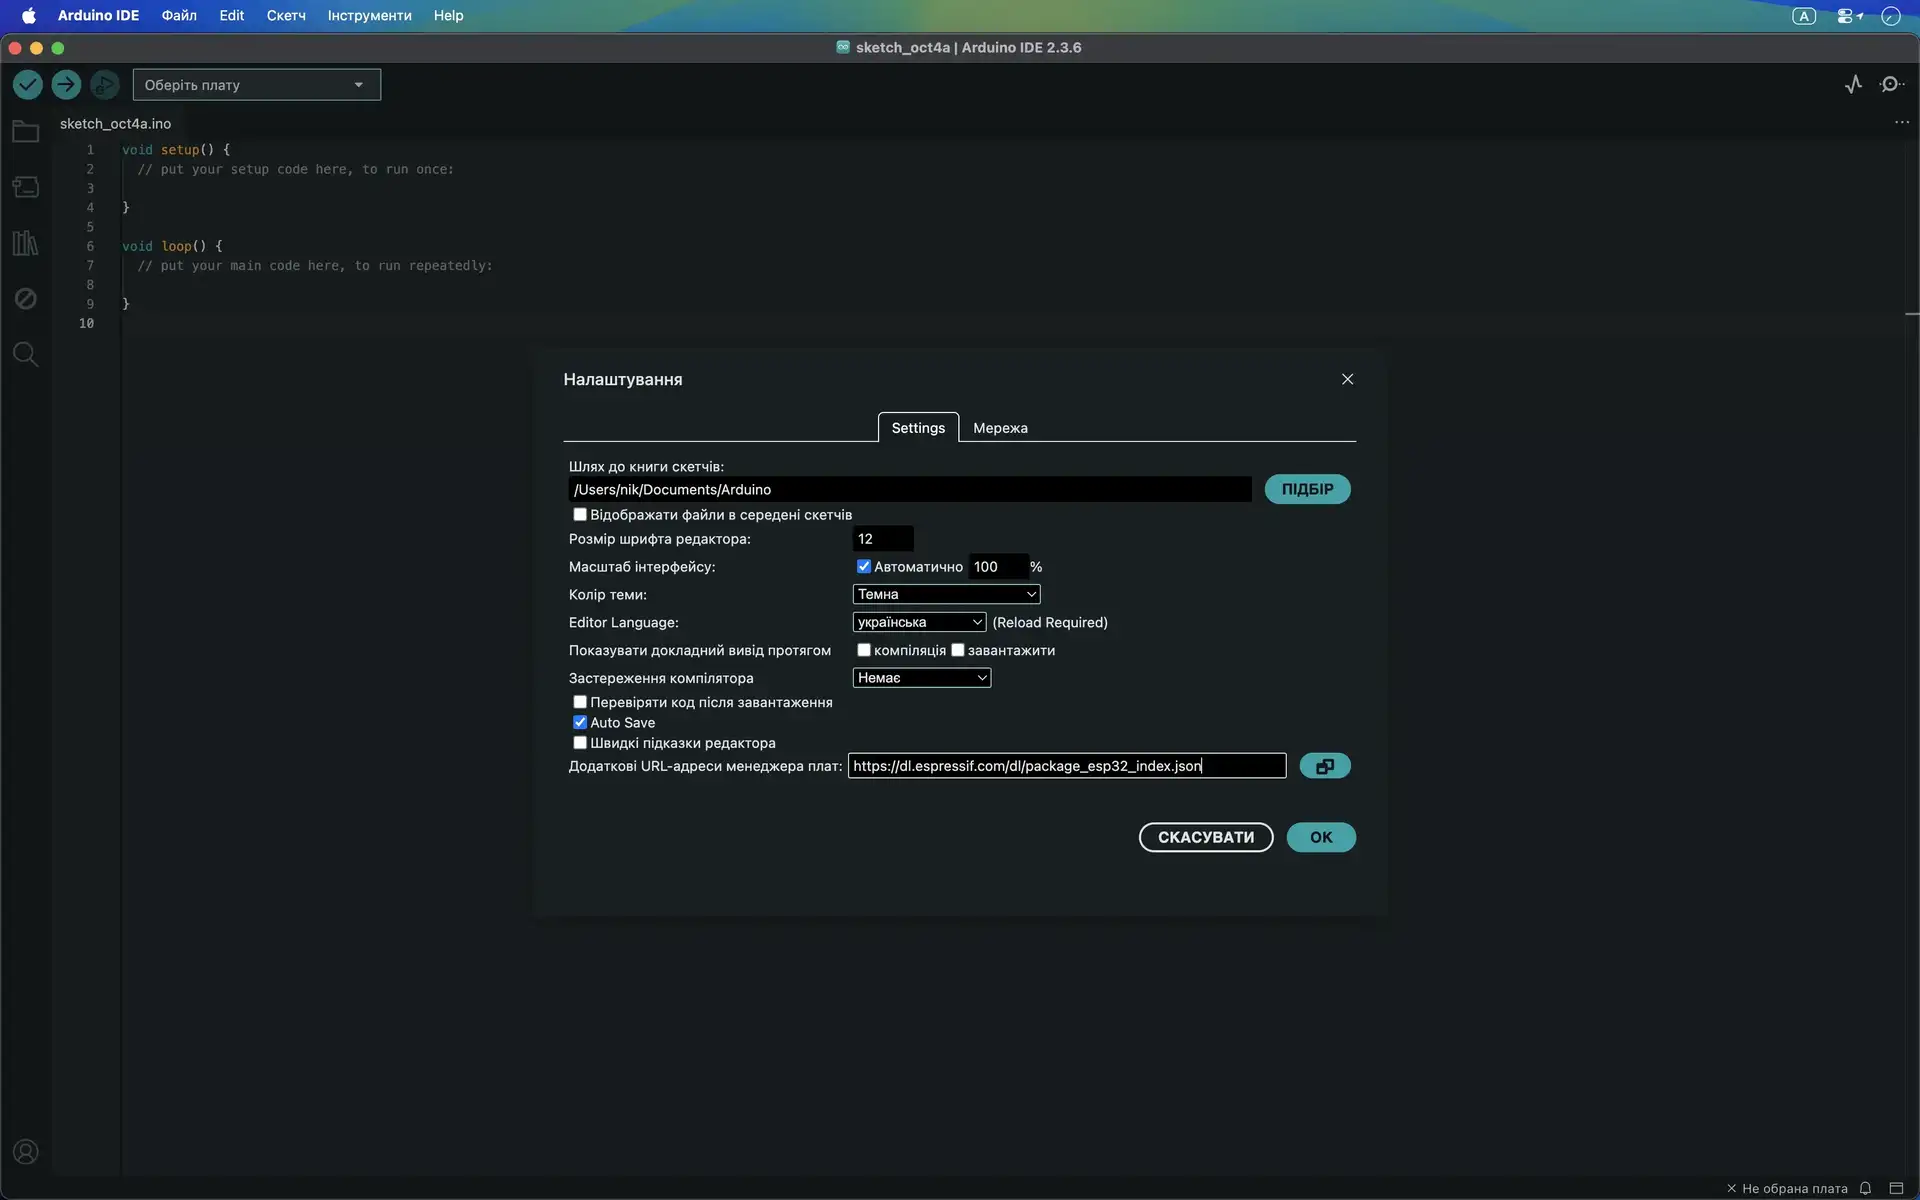 Arduino IDE Файл Edit Скетч Інструменти Help A
sketch_oct4a | Arduino IDE 2.3.6
Оберіть плату
sketch_oct4a.ino
1 void setup() {
2 // put your setup code here, to run once:
3
4 }
5
6 void loop() {
7 // put your main code here, to run repeatedly:
8
9 }
10
Налаштування
Settings Мережа
Шлях до книги скетчів:
/Users/nik/Documents/Arduino ПІДБІР
Відображати файли в середені скетчів
Розмір шрифта редактора: 12
Масштаб інтерфейсу: Автоматично 100 %
Колір теми: Темна
Editor Language: українська (Reload Required)
Показувати докладний вивід протягом компіляція завантажити
Застереження компілятора Немає
Перевіряти код після завантаження
Auto Save
Швидкі підказки редактора
Додаткові URL-адреси менеджера плат: https://dl.espressif.com/dl/package_esp32_index.json
СКАСУВАТИ OK
Не обрана плата